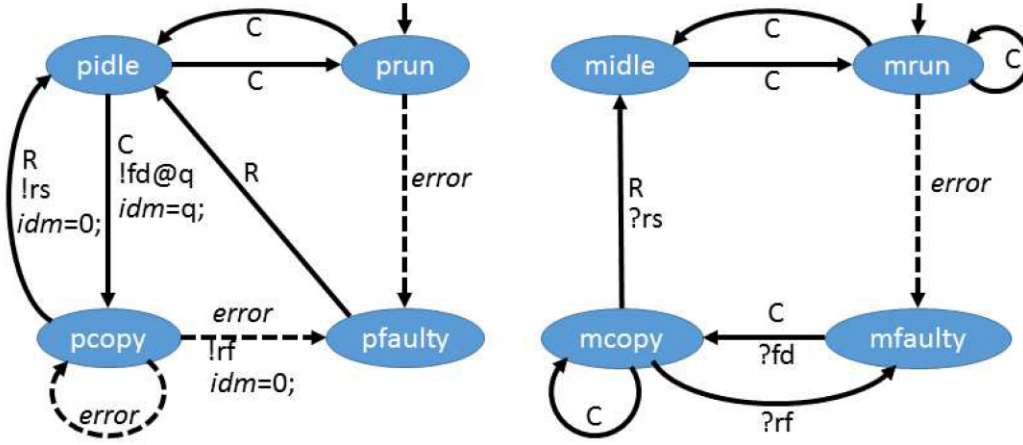 C
C
pidle
prun
midle
mrun
C
C
C
R
!rs
idm=0;
C
!fd@q
idm=q;
R
error
R
?rs
error
error
!rf
idm=0;
C
?fd
pcopy
pfaulty
mcopy
mfaulty
error
C
?rf